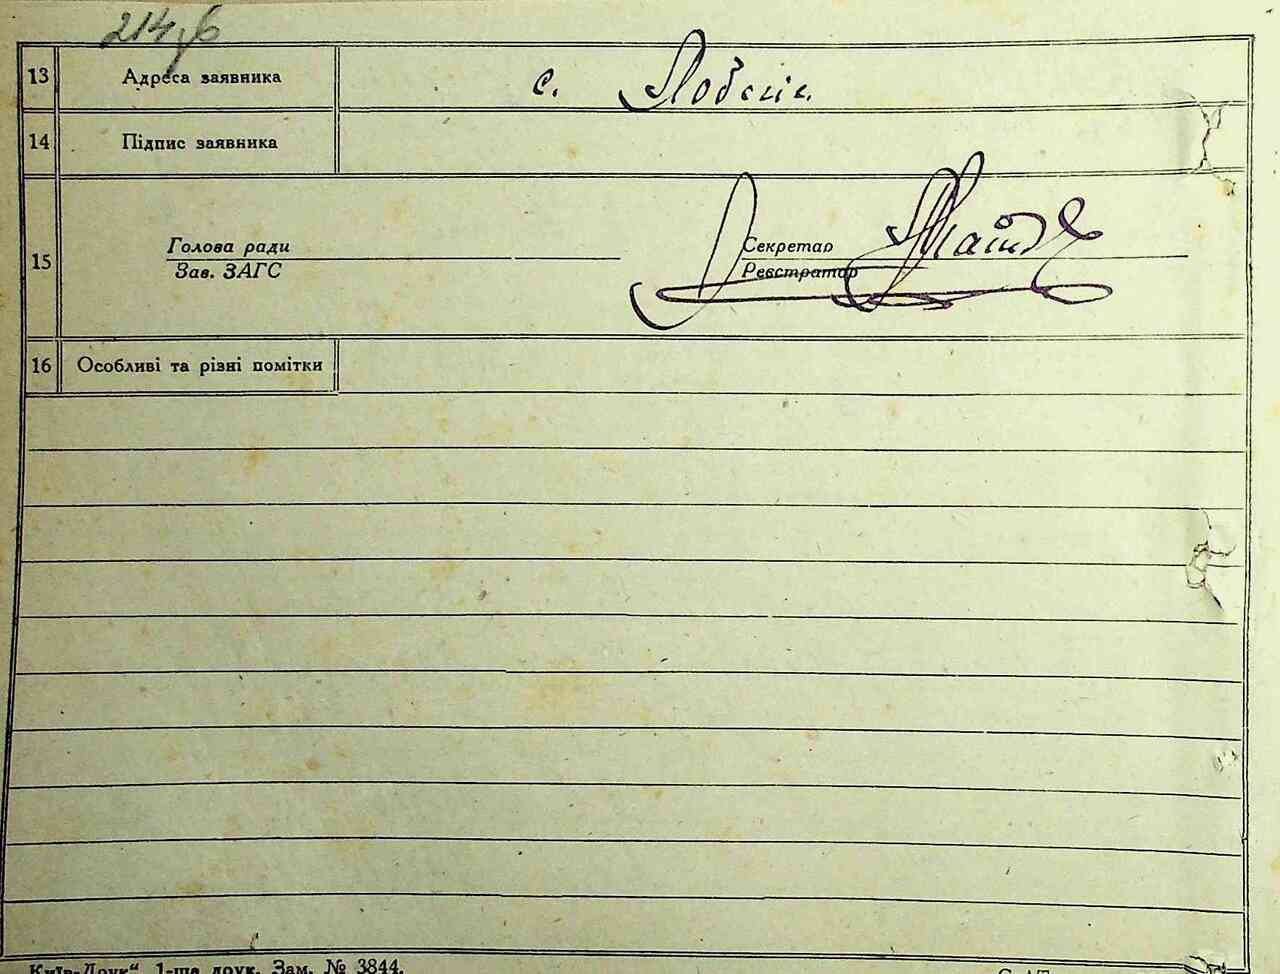 214
13 Адреса заявника с.
14 Підпис заявника
15 Голова ради Секретар
Зав. ЗАГС Реєстратор
16 Особливі та різні помітки
Київ-Друк“ 1-ша друк. Зам. № 3844.